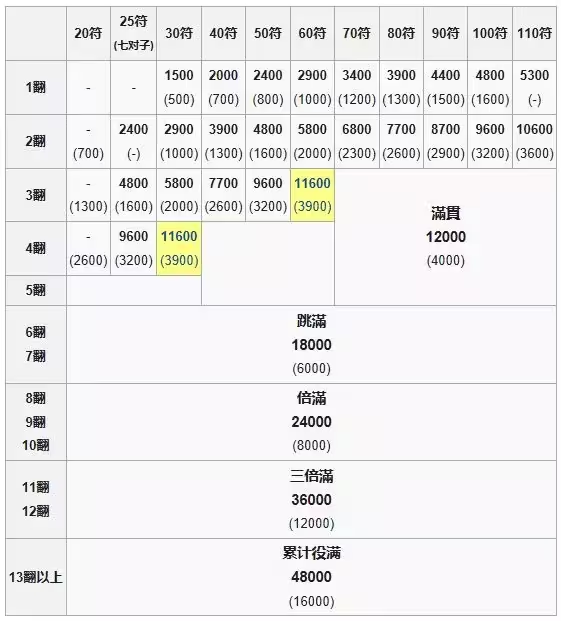 20符 25符 30符 40符 50符 60符 70符 80符 90符 100符 110符
(七对子)
1翻 - - 1500 2000 2400 2900 3400 3900 4400 4800 5300
(500) (700) (800) (1000) (1200) (1300) (1500) (1600) (-)
2翻 - 2400 2900 3900 4800 5800 6800 7700 8700 9600 10600
(700) (-) (1000) (1300) (1600) (2000) (2300) (2600) (2900) (3200) (3600)
3翻 - 4800 5800 7700 9600 11600
(1300) (1600) (2000) (2600) (3200) (3900)
滿貫
12000
(4000)
4翻 - 9600 11600
(2600) (3200) (3900)
5翻
6翻
7翻
跳滿
18000
(6000)
8翻
9翻
10翻
倍滿
24000
(8000)
11翻
12翻
三倍滿
36000
(12000)
13翻以上
累计役满
48000
(16000)